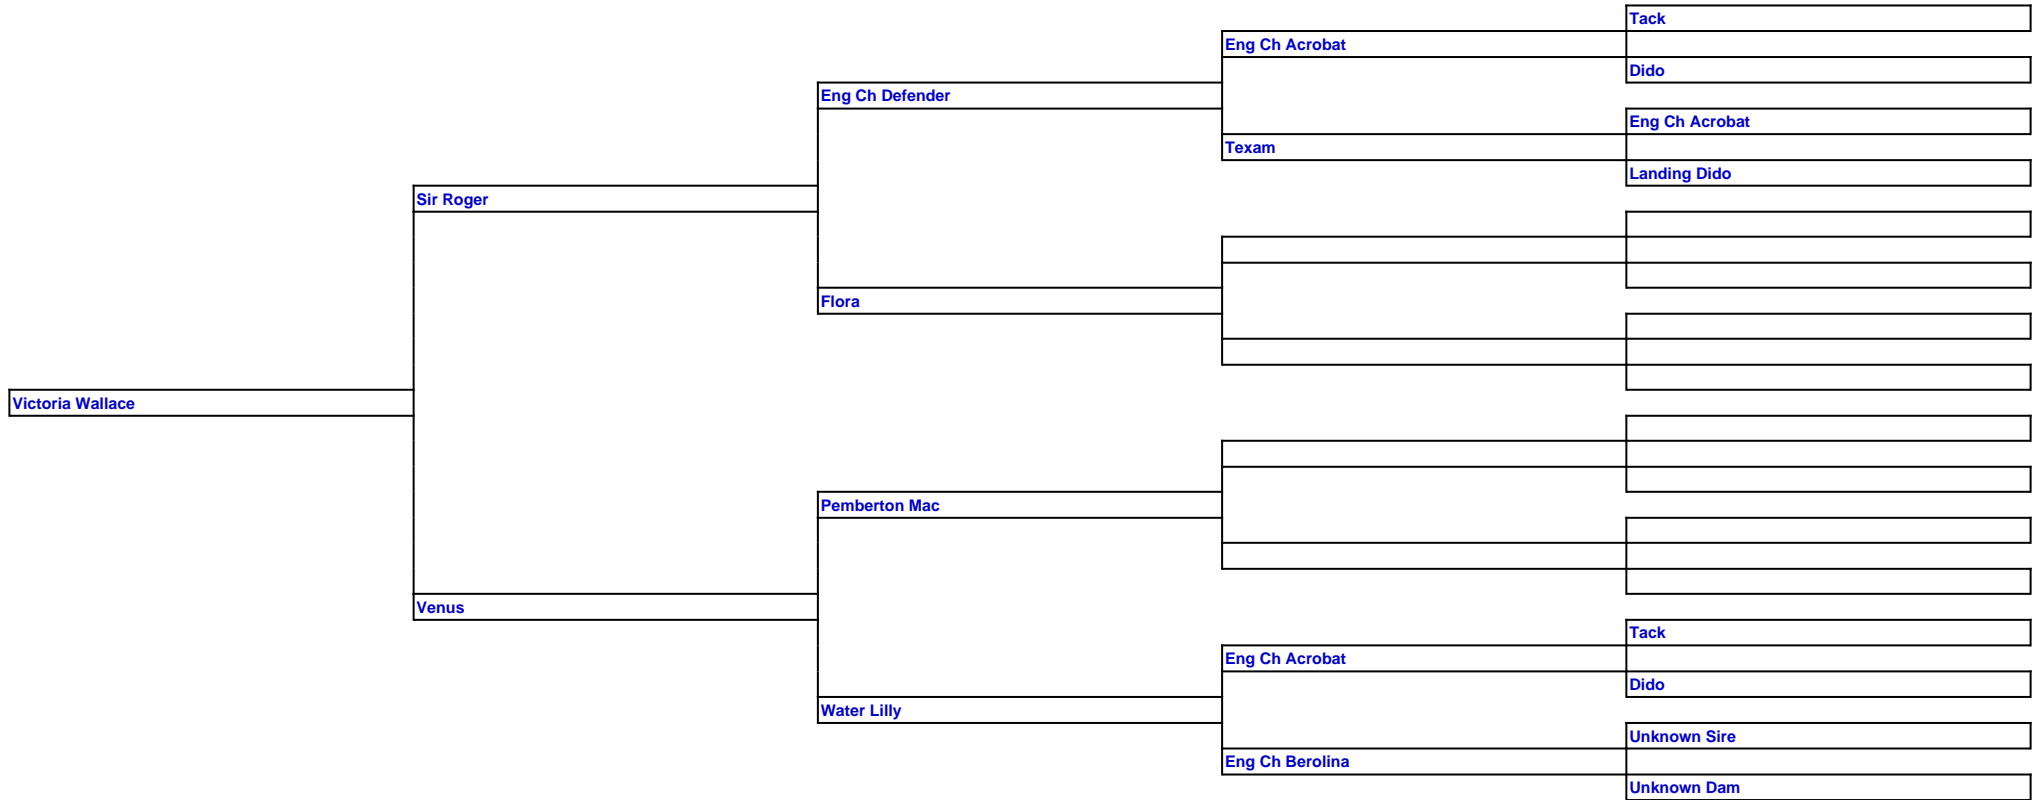 Tack
Eng Ch Acrobat
Dido
Eng Ch Defender
Eng Ch Acrobat
Texam
Landing Dido
Sir Roger
Flora
Victoria Wallace
Pemberton Mac
Venus
Tack
Eng Ch Acrobat
Dido
Water Lilly
Unknown Sire
Eng Ch Berolina
Unknown Dam